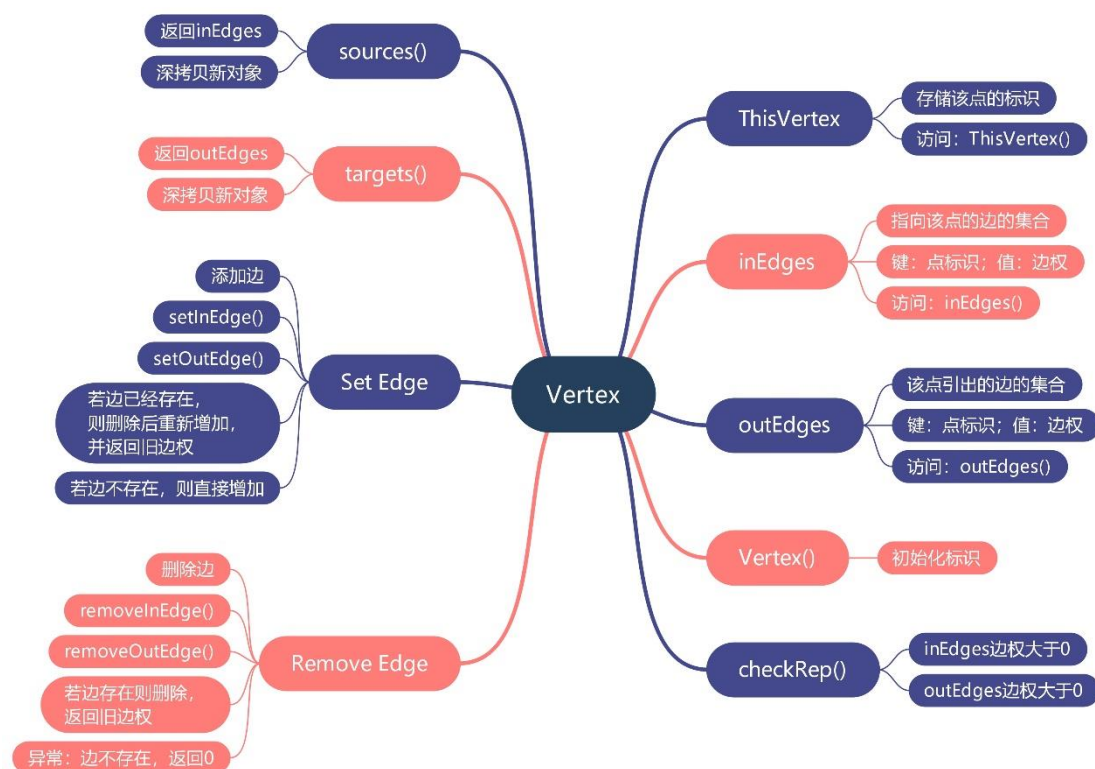 Vertex
sources()
返回inEdges
深拷贝新对象
targets()
返回outEdges
深拷贝新对象
Set Edge
添加边
setInEdge()
setOutEdge()
若边已经存在,
则删除后重新增加,
并返回旧边权
若边不存在，则直接增加
Remove Edge
删除边
removeInEdge()
removeOutEdge()
若边存在则删除,
返回旧边权
异常：边不存在，返回0
ThisVertex
存储该点的标识
访问：ThisVertex()
inEdges
指向该点的边的集合
键：点标识；值：边权
访问：inEdges()
outEdges
该点引出的边的集合
键：点标识；值：边权
访问：outEdges()
Vertex()
初始化标识
checkRep()
inEdges边权大于0
outEdges边权大于0